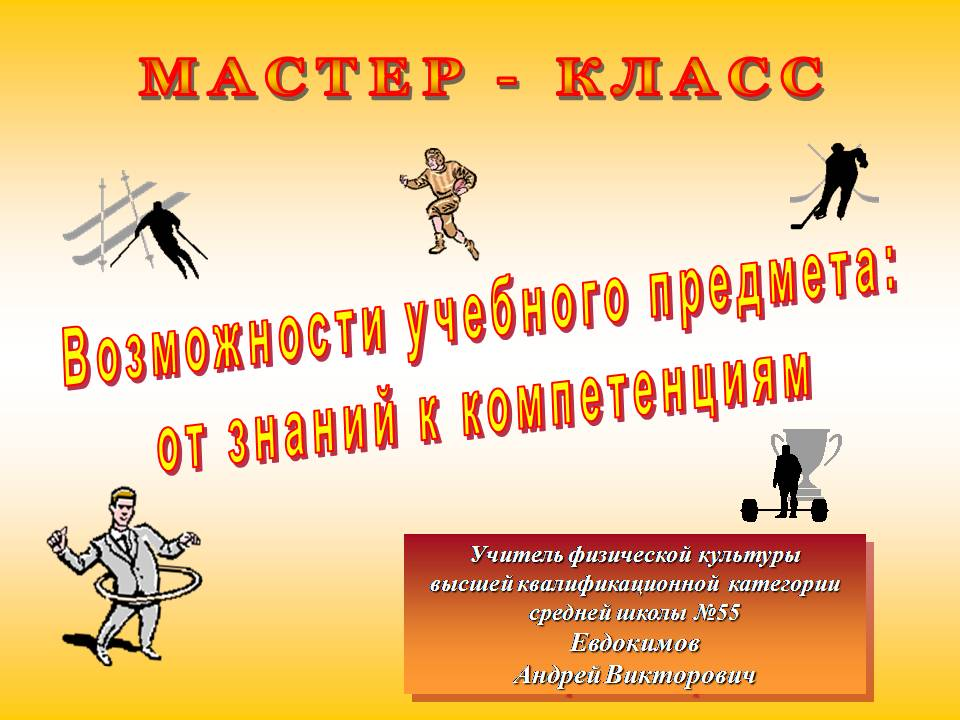 МАСТЕР - КЛАСС
Возможности учебного предмета:
от знаний к компетенциям
Учитель физической культуры
высшей квалификационной категории
средней школы №55
Евдокимов
Андрей Викторович